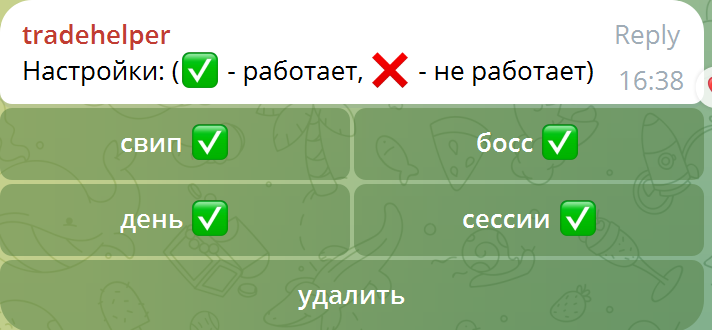 tradehelper Reply
Настройки: (✅ - работает, ❌ - не работает)
16:38
свип ✅ босс ✅
день ✅ сессии ✅
удалить